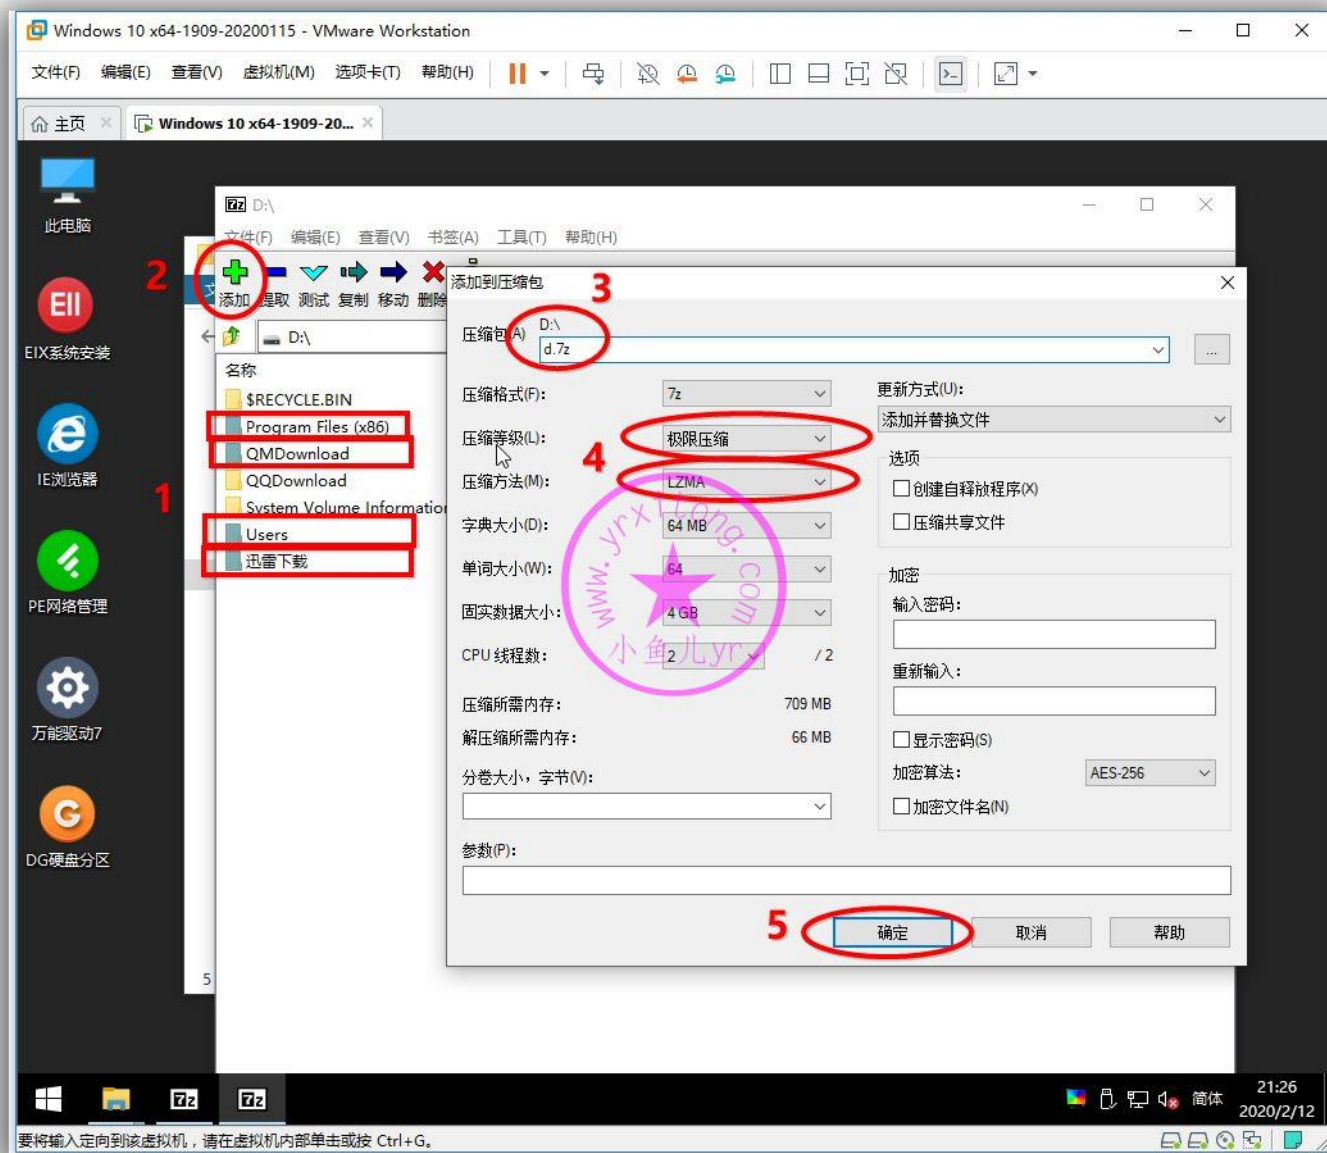 Windows 10 x64-1909-20200115 - VMware Workstation
文件(F) 编辑(E) 查看(V) 虚拟机(M) 选项卡(T) 帮助(H)
主页 Windows 10 x64-1909-20...
此电脑
EII
EIX系统安装
IE浏览器
PE网络管理
万能驱动7
G
DG硬盘分区
7z D:\
文件(F) 编辑(E) 查看(V) 书签(A) 工具(T) 帮助(H)
2
添加 提取 测试 复制 移动 删除
D:\
名称
$RECYCLE.BIN
Program Files (x86)
QMDownload
QQDownload
1
System Volume Information
Users
迅雷下载
5
添加到压缩包
3
压缩包(A) D:\
d.7z
...
压缩格式(F): 7z
压缩等级(L): 极限压缩
4
压缩方法(M): LZMA
字典大小(D): 64 MB
单词大小(W): 64
固实数据大小: 4 GB
CPU 线程数: 2 / 2
压缩所需内存: 709 MB
解压缩所需内存: 66 MB
分卷大小，字节(V):
参数(P):
更新方式(U):
添加并替换文件
选项
创建自释放程序(X)
压缩共享文件
加密
输入密码:
重新输入:
显示密码(S)
加密算法: AES-256
加密文件名(N)
5
确定 取消 帮助
www.yrxitong.com
小鱼儿yr
7z 7z
简体
21:26
2020/2/12
要将输入定向到该虚拟机，请在虚拟机内部单击或按 Ctrl+G。